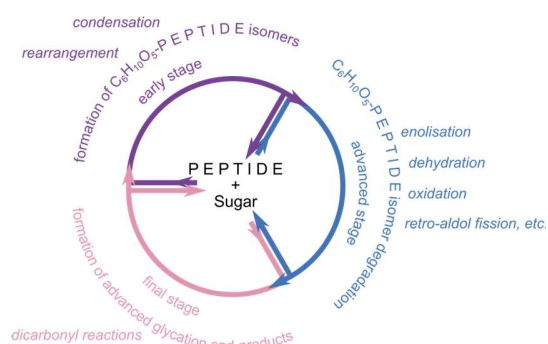 condensation
rearrangement
formation of C₆H₁₀O₅-PEPTIDE isomers
early stage
C₆H₁₀O₅-PEPTIDE isomer degradation
advanced stage
enolisation
dehydration
oxidation
retro-aldol fission, etc.
PEPTIDE
+
Sugar
final stage
formation of advanced glycation end products
dicarbonyl reactions